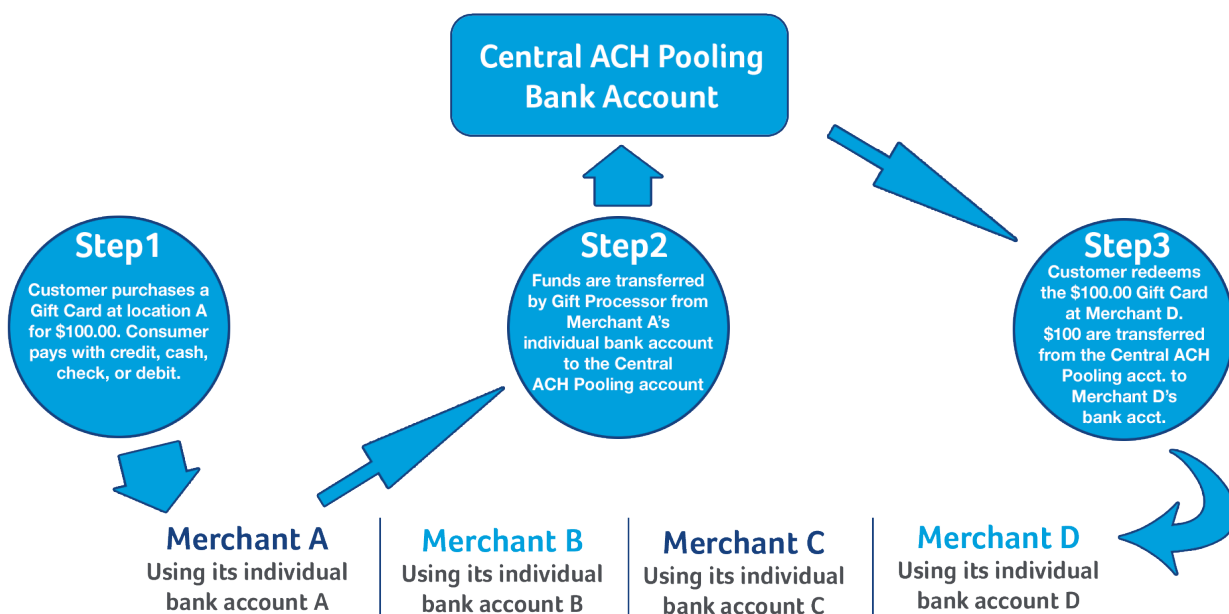 Central ACH Pooling
Bank Account
Step1
Customer purchases a
Gift Card at location A
for $100.00. Consumer
pays with credit, cash,
check, or debit.
Step2
Funds are transferred
by Gift Processor from
Merchant A's
individual bank account
to the Central
ACH Pooling account
Step3
Customer redeems
the $100.00 Gift Card
at Merchant D.
$100 are transferred
from the Central ACH
Pooling acct. to
Merchant D's
bank acct.
Merchant A
Using its individual
bank account A
Merchant B
Using its individual
bank account B
Merchant C
Using its individual
bank account C
Merchant D
Using its individual
bank account D